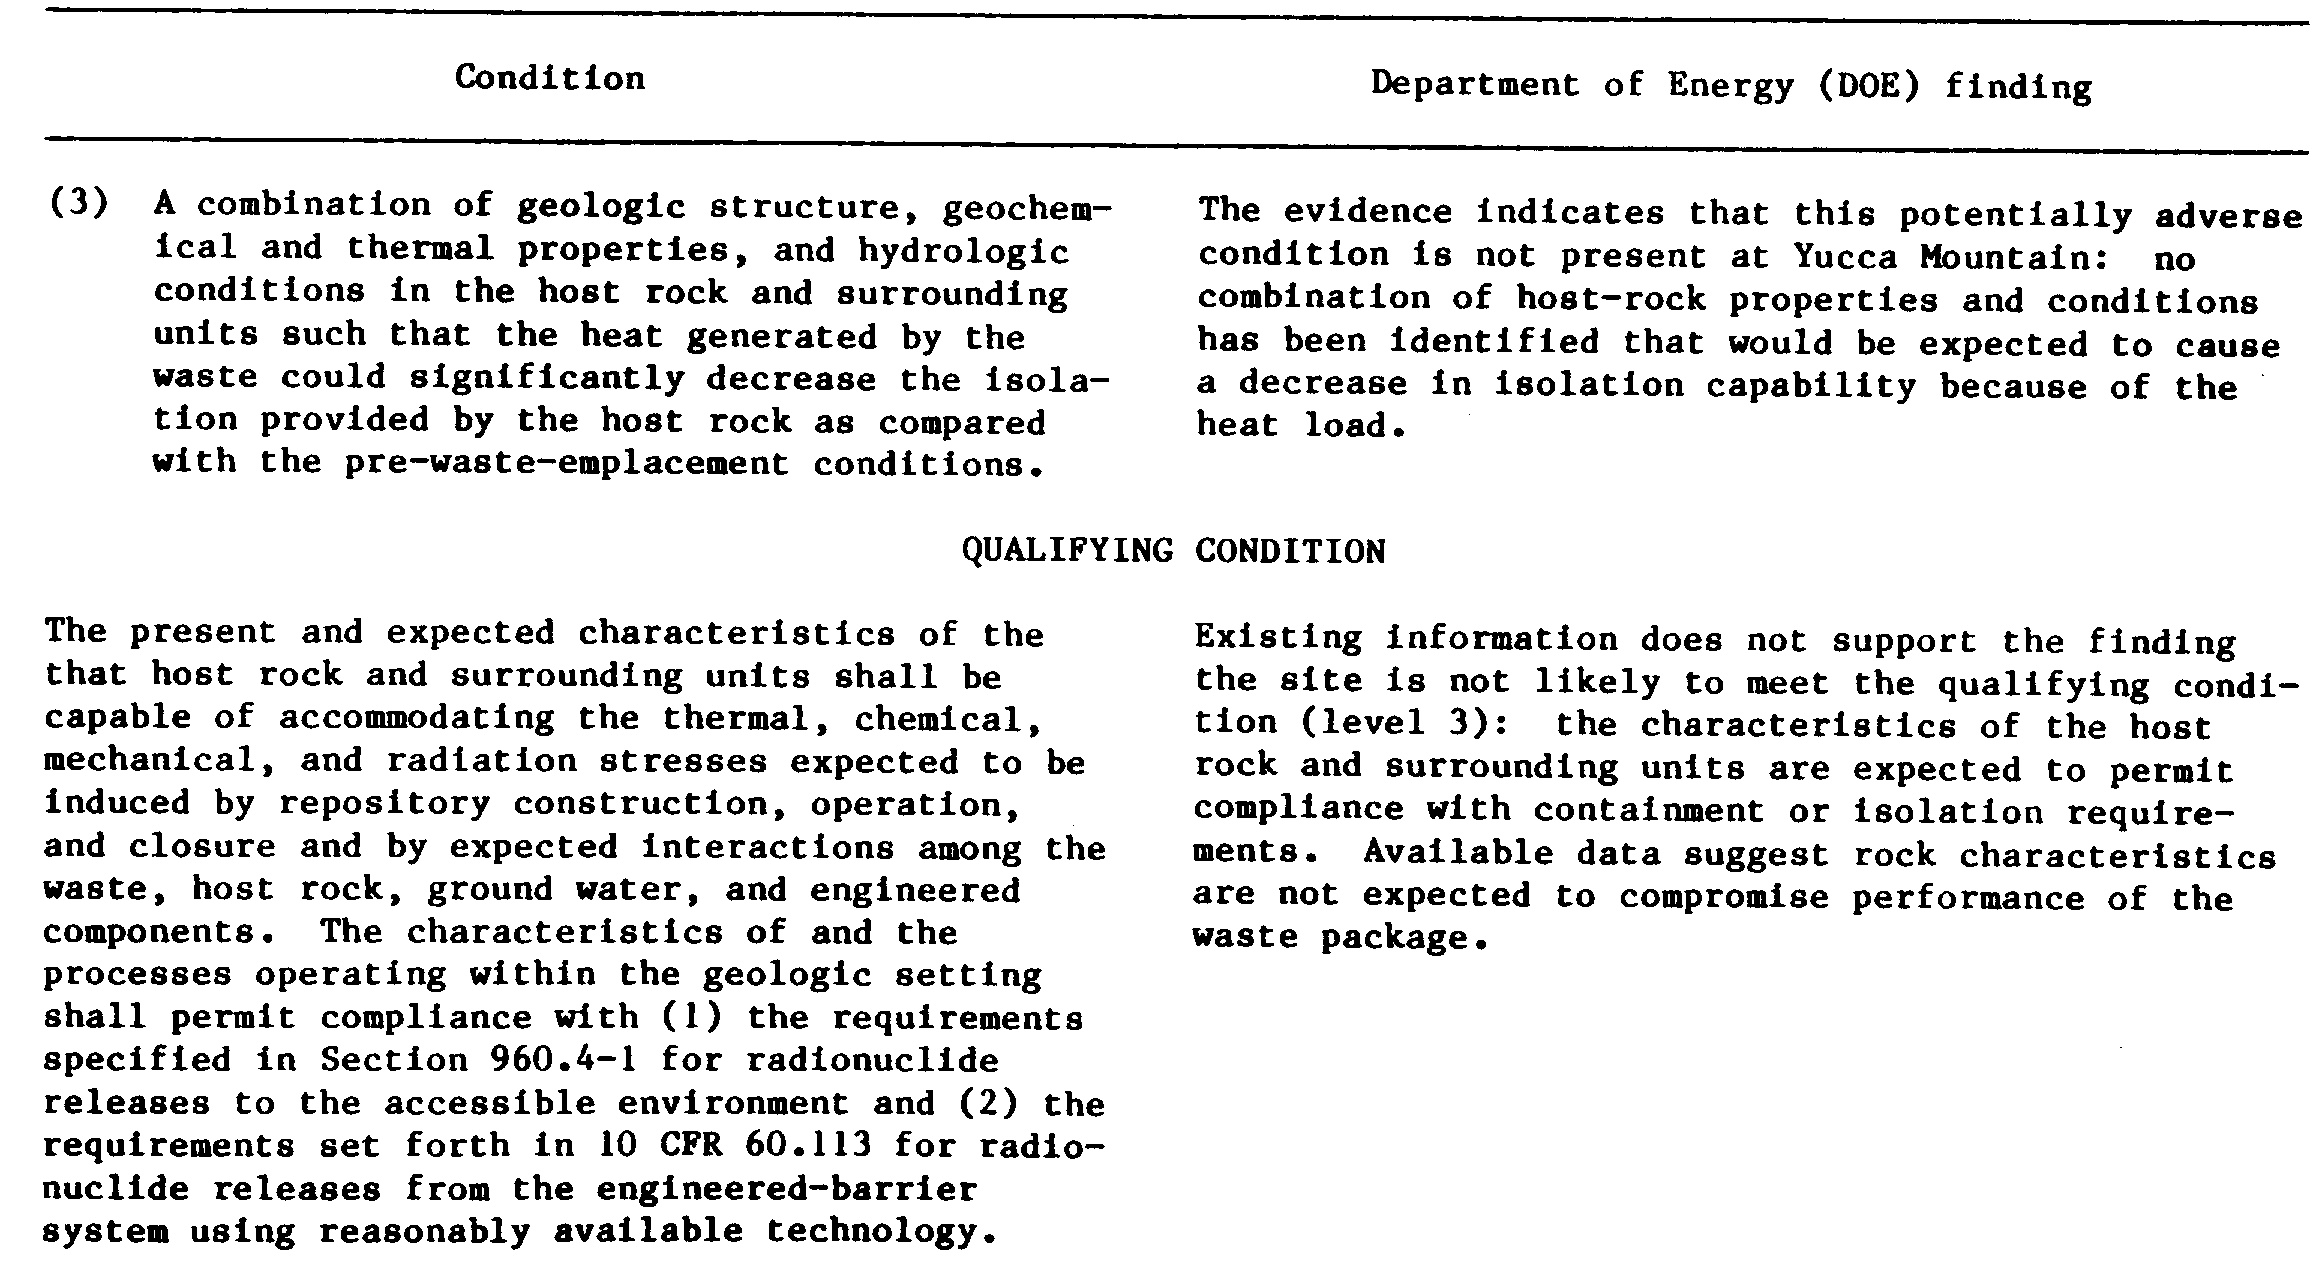 Condition
Department of Energy (DOE) finding
(3) A combination of geologic structure, geochem-
ical and thermal properties, and hydrologic
conditions in the host rock and surrounding
units such that the heat generated by the
waste could significantly decrease the isola-
tion provided by the host rock as compared
with the pre-waste-emplacement conditions.
The evidence indicates that this potentially adverse
condition is not present at Yucca Mountain: no
combination of host-rock properties and conditions
has been identified that would be expected to cause
a decrease in isolation capability because of the
heat load.
QUALIFYING CONDITION
The present and expected characteristics of the
that host rock and surrounding units shall be
capable of accommodating the thermal, chemical,
mechanical, and radiation stresses expected to be
induced by repository construction, operation,
and closure and by expected interactions among the
waste, host rock, ground water, and engineered
components. The characteristics of and the
processes operating within the geologic setting
shall permit compliance with (1) the requirements
specified in Section 960.4-1 for radionuclide
releases to the accessible environment and (2) the
requirements set forth in 10 CFR 60.113 for radio-
nuclide releases from the engineered-barrier
system using reasonably available technology.
Existing information does not support the finding
the site is not likely to meet the qualifying condi-
tion (level 3): the characteristics of the host
rock and surrounding units are expected to permit
compliance with containment or isolation require-
ments. Available data suggest rock characteristics
are not expected to compromise performance of the
waste package.